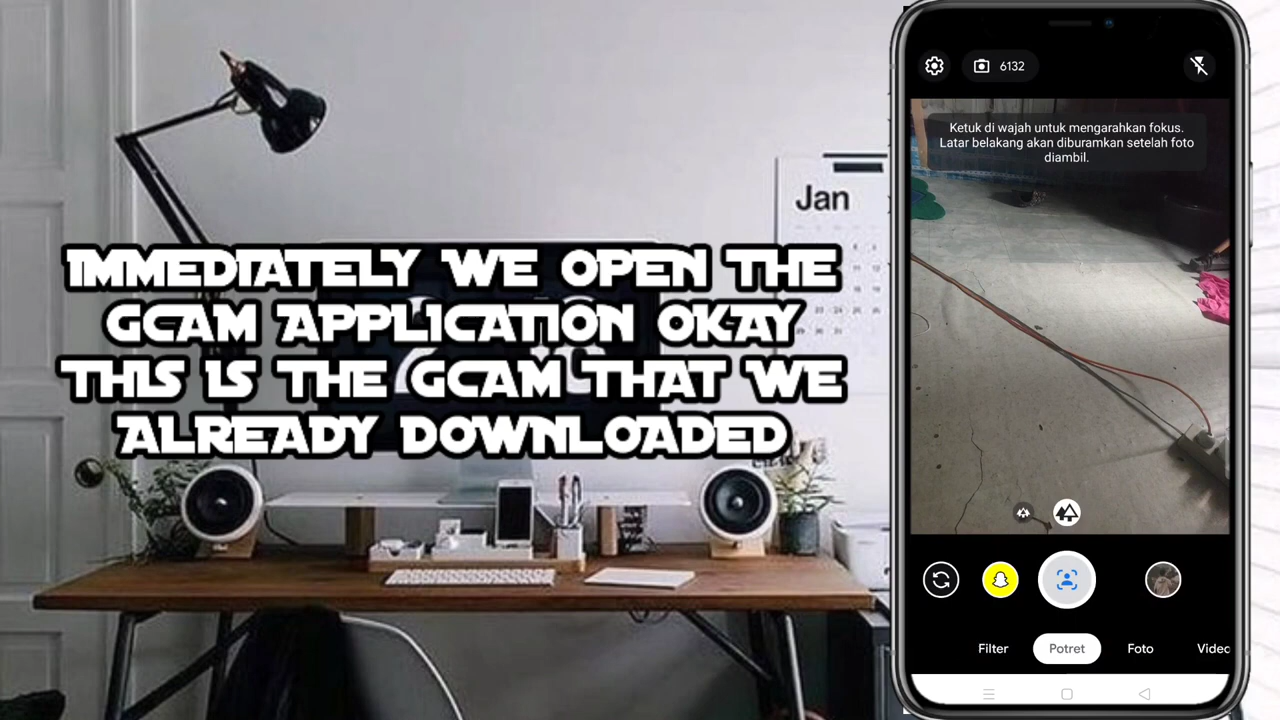 IMMEDIATELY WE OPEN THE
GCAM APPLICATION OKAY
THIS IS THE GCAM THAT WE
ALREADY DOWNLOADED
Jan
6132
Ketuk di wajah untuk mengarahkan fokus.
Latar belakang akan diburamkan setelah foto
diambil.
Filter
Potret
Foto
Video